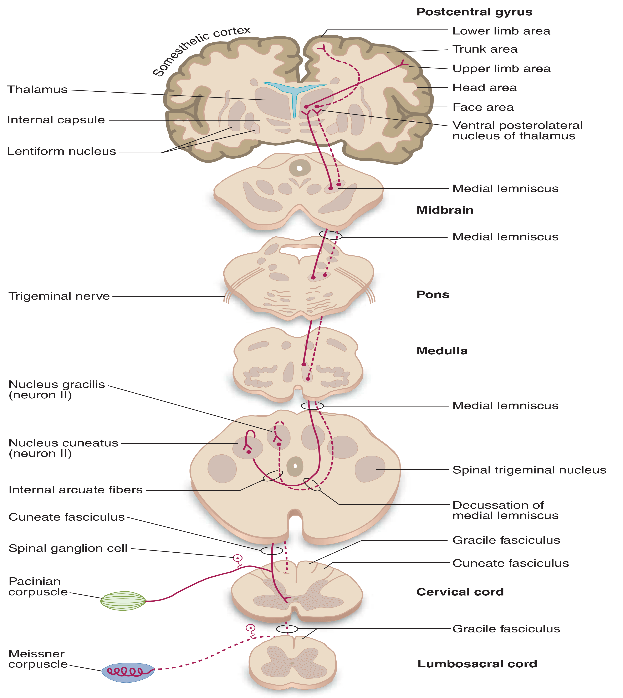 Postcentral gyrus
Somesthetic cortex
Lower limb area
Trunk area
Upper limb area
Head area
Face area
Ventral posterolateral
nucleus of thalamus
Thalamus
Internal capsule
Lentiform nucleus
Medial lemniscus
Midbrain
Medial lemniscus
Trigeminal nerve
Pons
Medulla
Nucleus gracilis
(neuron II)
Medial lemniscus
Nucleus cuneatus
(neuron II)
Spinal trigeminal nucleus
Internal arcuate fibers
Decussation of
medial lemniscus
Cuneate fasciculus
Gracile fasciculus
Spinal ganglion cell
Cuneate fasciculus
Pacinian
corpuscle
Cervical cord
Gracile fasciculus
Meissner
corpuscle
Lumbosacral cord